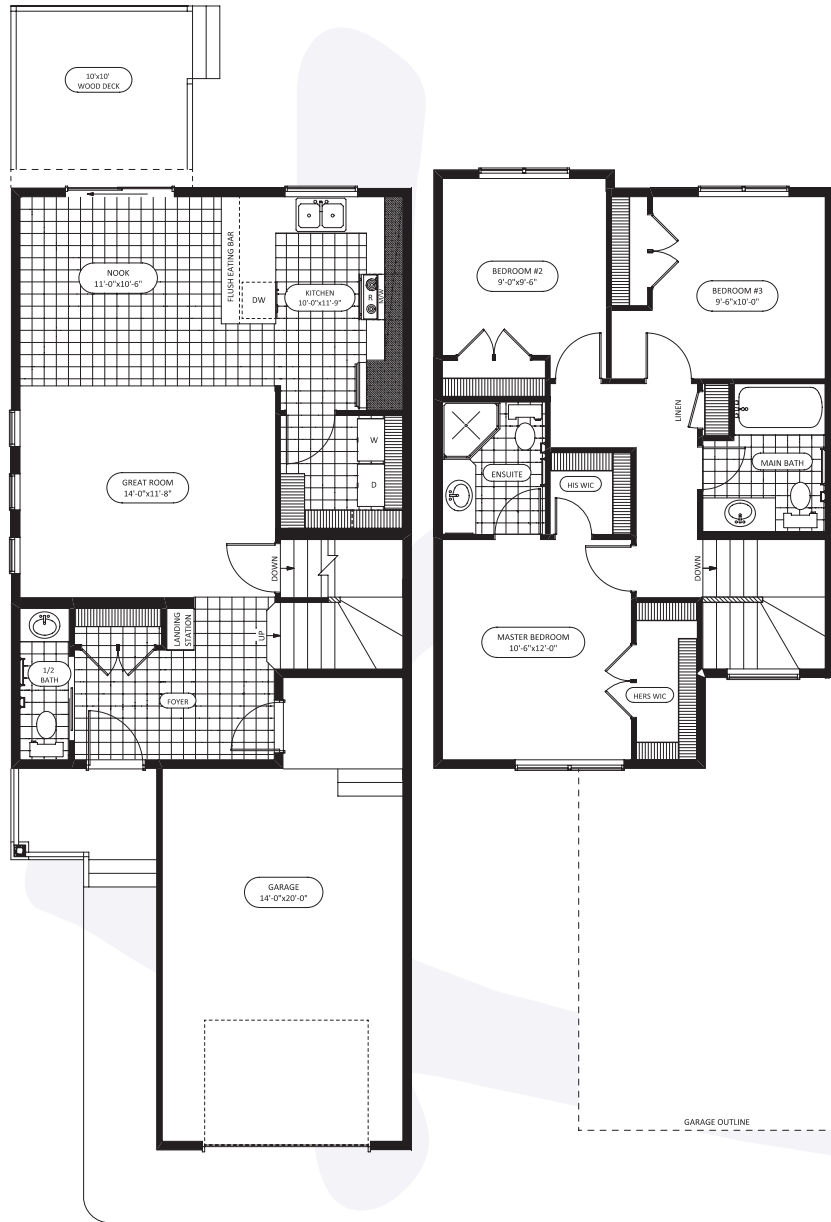 10'x10'
WOOD DECK
NOOK
11'-0"x10'-6"
FLUSH EATING BAR
DW
KITCHEN
10'-0"x11'-9"
R
M/W
GREAT ROOM
14'-0"x11'-8"
W
D
DOWN
UP
LANDING
STATION
1/2
BATH
FOYER
GARAGE
14'-0"x20'-0"
BEDROOM #2
9'-0"x9'-6"
BEDROOM #3
9'-6"x10'-0"
LINEN
ENSUITE
HIS WIC
MAIN BATH
DOWN
MASTER BEDROOM
10'-6"x12'-0"
HERS WIC
GARAGE OUTLINE